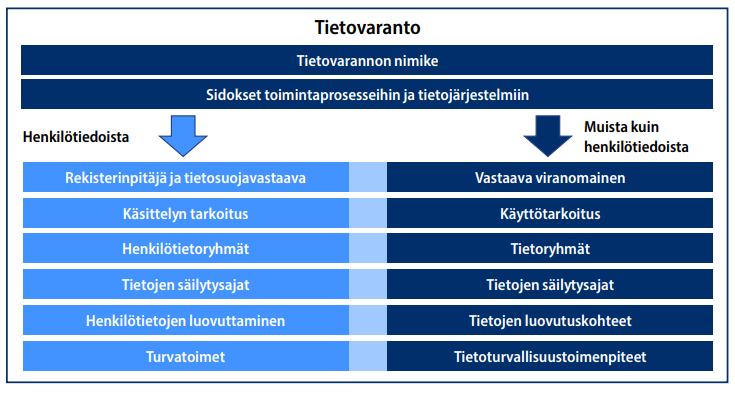 Tietovaranto
Tietovarannon nimike
Sidokset toimintaprosesseihin ja tietojärjestelmiin
Henkilötiedoista
Muista kuin
henkilötiedoista
Rekisterinpitäjä ja tietosuojavastaava
Vastaava viranomainen
Käsittelyn tarkoitus
Käyttötarkoitus
Henkilötietoryhmät
Tietoryhmät
Tietojen säilytysajat
Tietojen säilytysajat
Henkilötietojen luovuttaminen
Tietojen luovutuskohteet
Turvatoimet
Tietoturvallisuustoimenpiteet